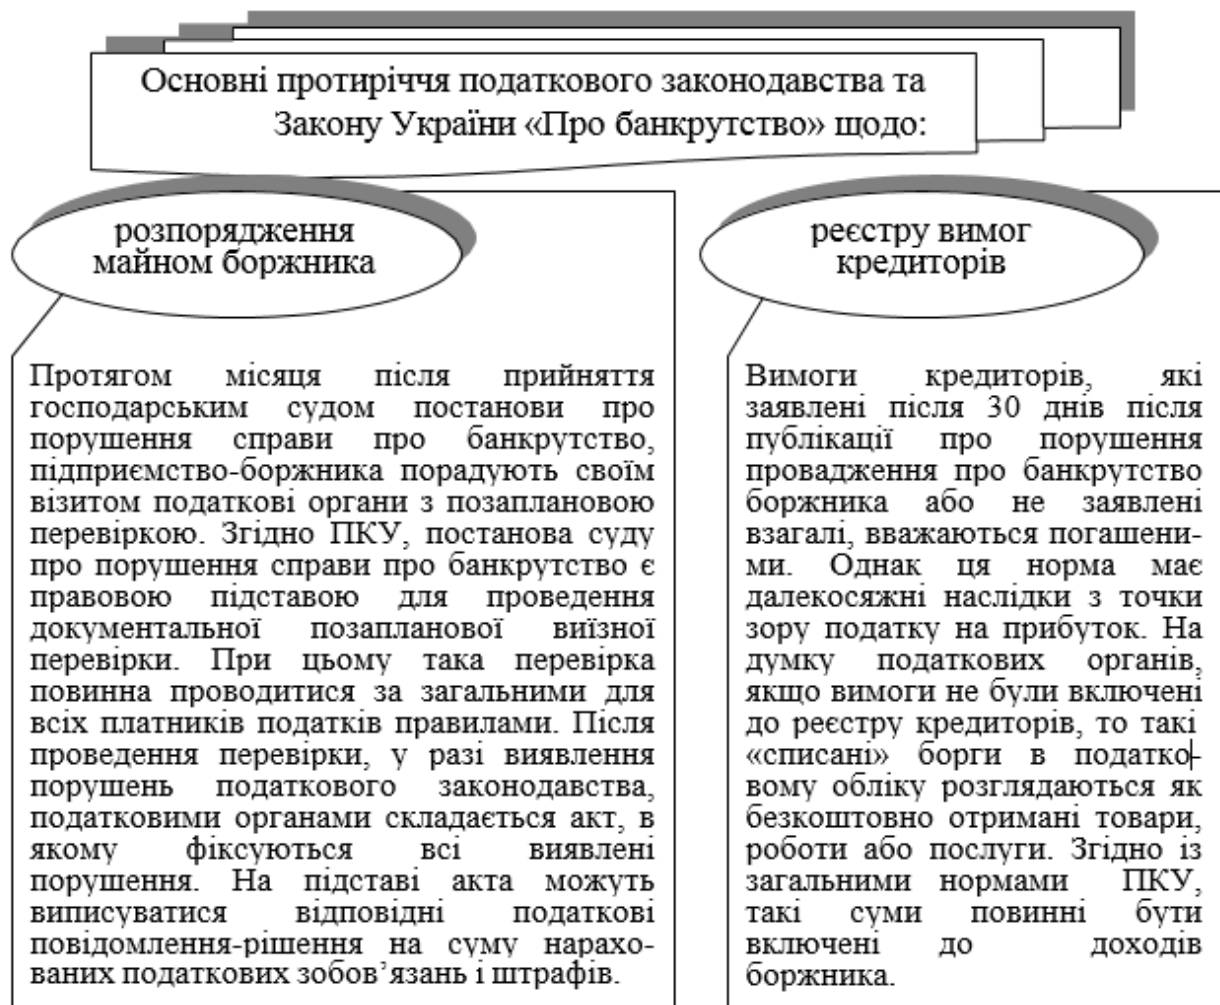 Основні протиріччя податкового законодавства та
Закону України «Про банкрутство» щодо:
розпорядження
майном боржника
Протягом місяця після прийняття
господарським судом постанови про
порушення справи про банкрутство,
підприємство-боржника порадують своїм
візитом податкові органи з позаплановою
перевіркою. Згідно ПКУ, постанова суду
про порушення справи про банкрутство є
правовою підставою для проведення
документальної позапланової виїзної
перевірки. При цьому така перевірка
повинна проводитися за загальними для
всіх платників податків правилами. Після
проведення перевірки, у разі виявлення
порушень податкового законодавства,
податковими органами складається акт, в
якому фіксуються всі виявлені
порушення. На підставі акта можуть
виписуватися відповідні податкові
повідомлення-рішення на суму нарахо-
ваних податкових зобов’язань і штрафів.
реєстру вимог
кредиторів
Вимоги кредиторів, які
заявлені після 30 днів після
публікації про порушення
провадження про банкрутство
боржника або не заявлені
взагалі, вважаються погашени-
ми. Однак ця норма має
далекосяжні наслідки з точки
зору податку на прибуток. На
думку податкових органів,
якщо вимоги не були включені
до реєстру кредиторів, то такі
«списані» борги в податко-
вому обліку розглядаються як
безкоштовно отримані товари,
роботи або послуги. Згідно із
загальними нормами ПКУ,
такі суми повинні бути
включені до доходів
боржника.